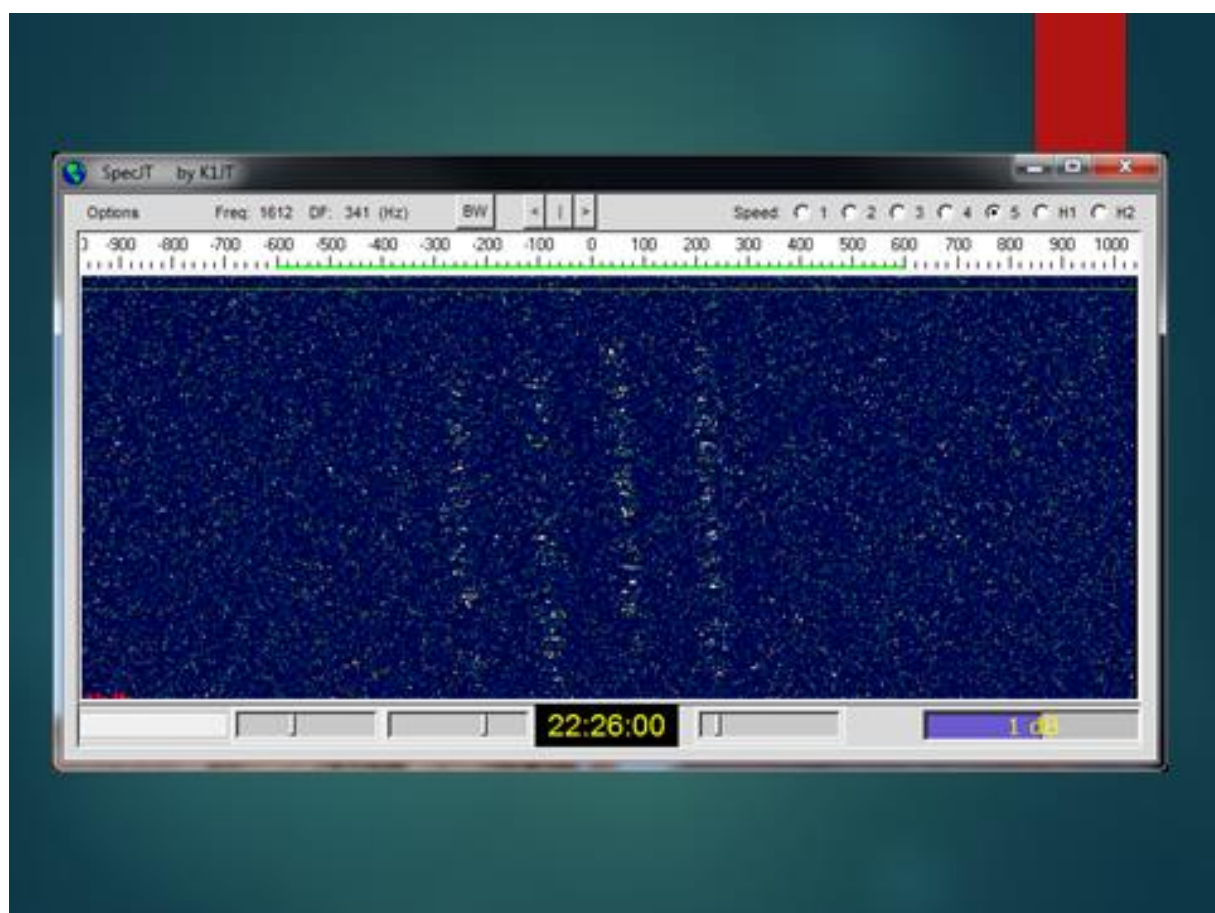 SpecJT by K1JT
Options Freq: 1612 DF: 341 (Hz) BW < | > Speed: 1 2 3 4 5 H1 H2
-900 -800 -700 -600 -500 -400 -300 -200 -100 0 100 200 300 400 500 600 700 800 900 1000
22:26:00 1 dB